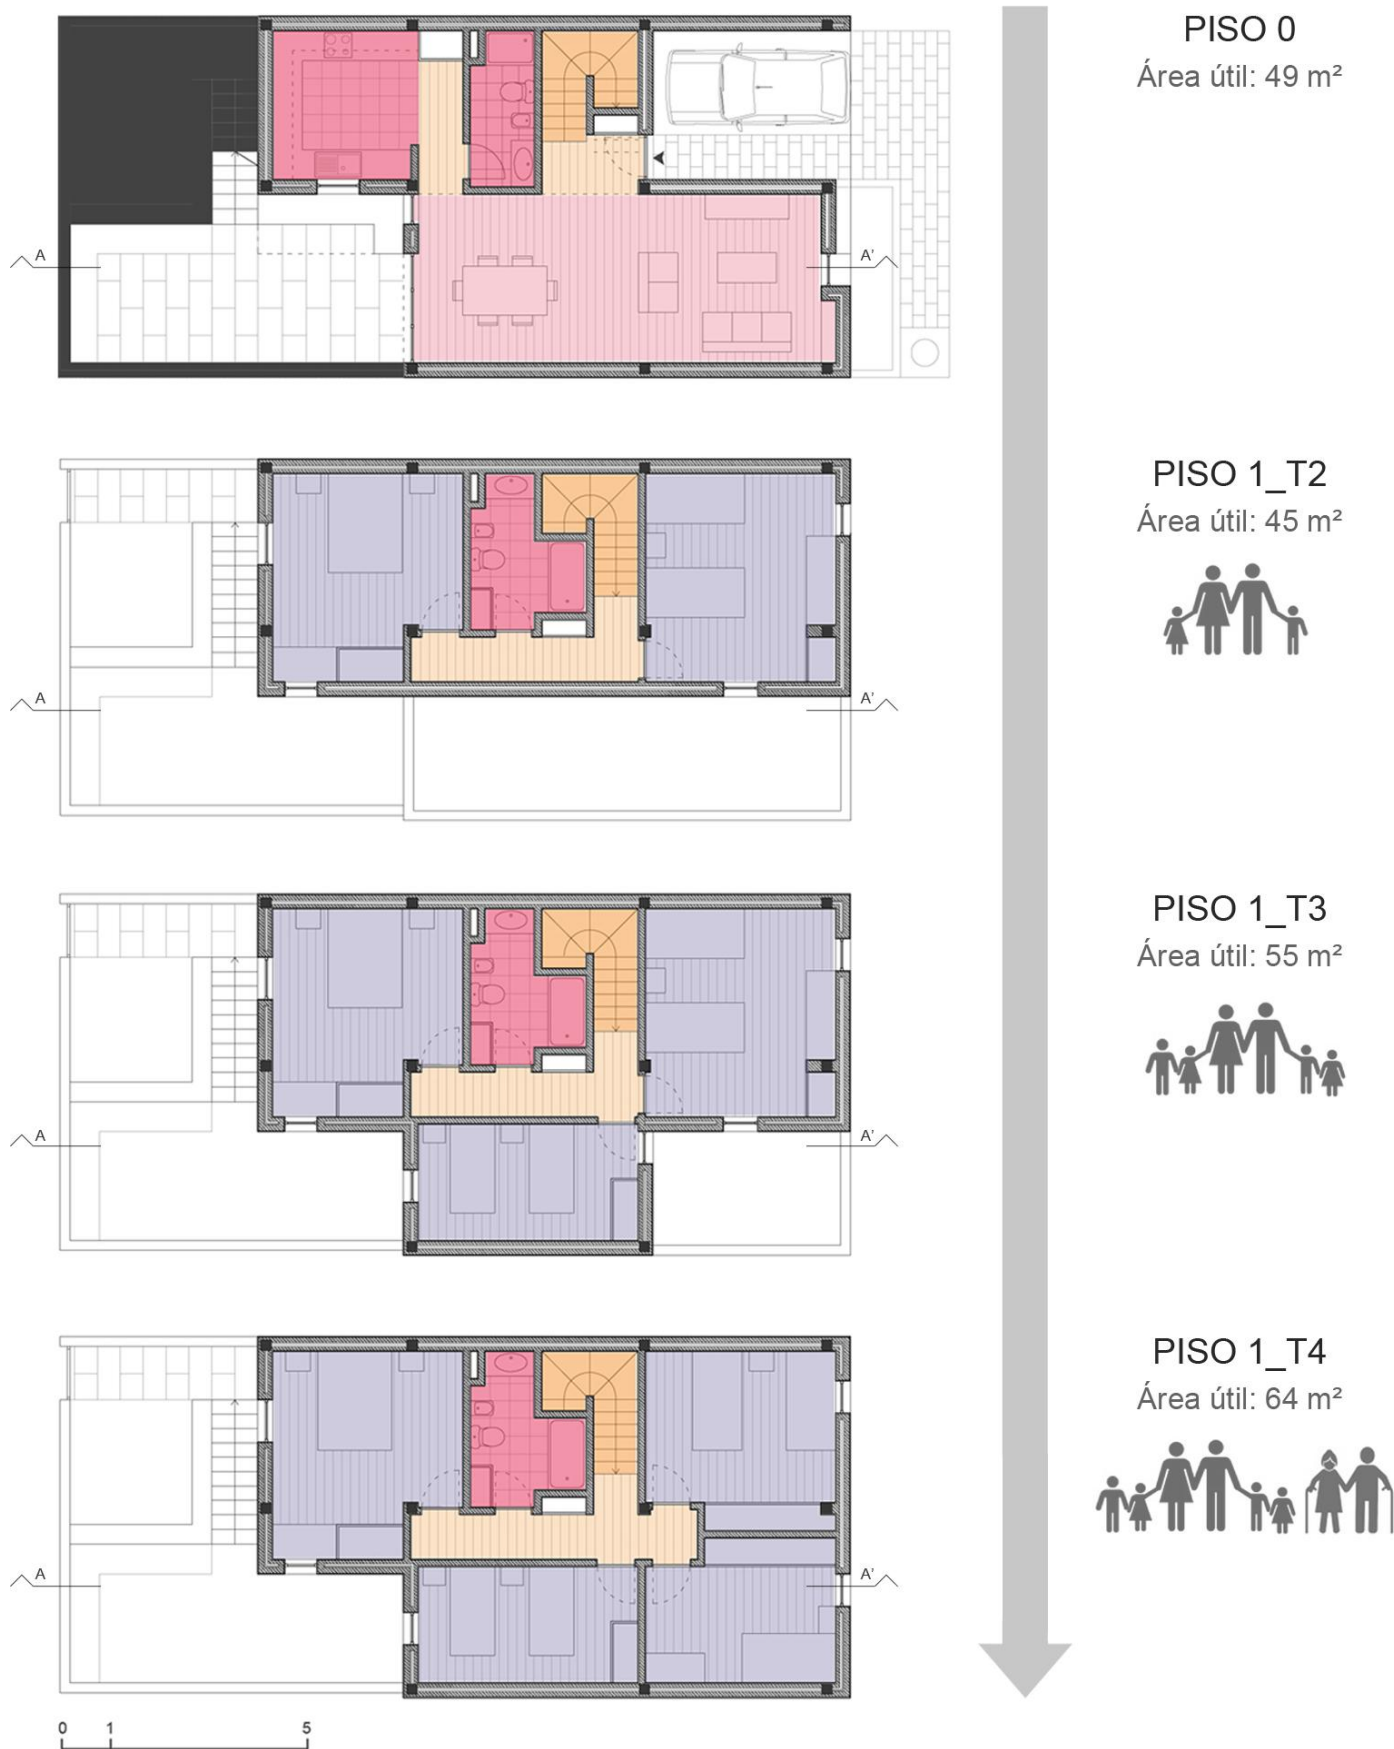 PISO 0
Área útil: 49 m²
A A'
PISO 1_T2
Área útil: 45 m²
A A'
PISO 1_T3
Área útil: 55 m²
A A'
PISO 1_T4
Área útil: 64 m²
A A'
0 1 5